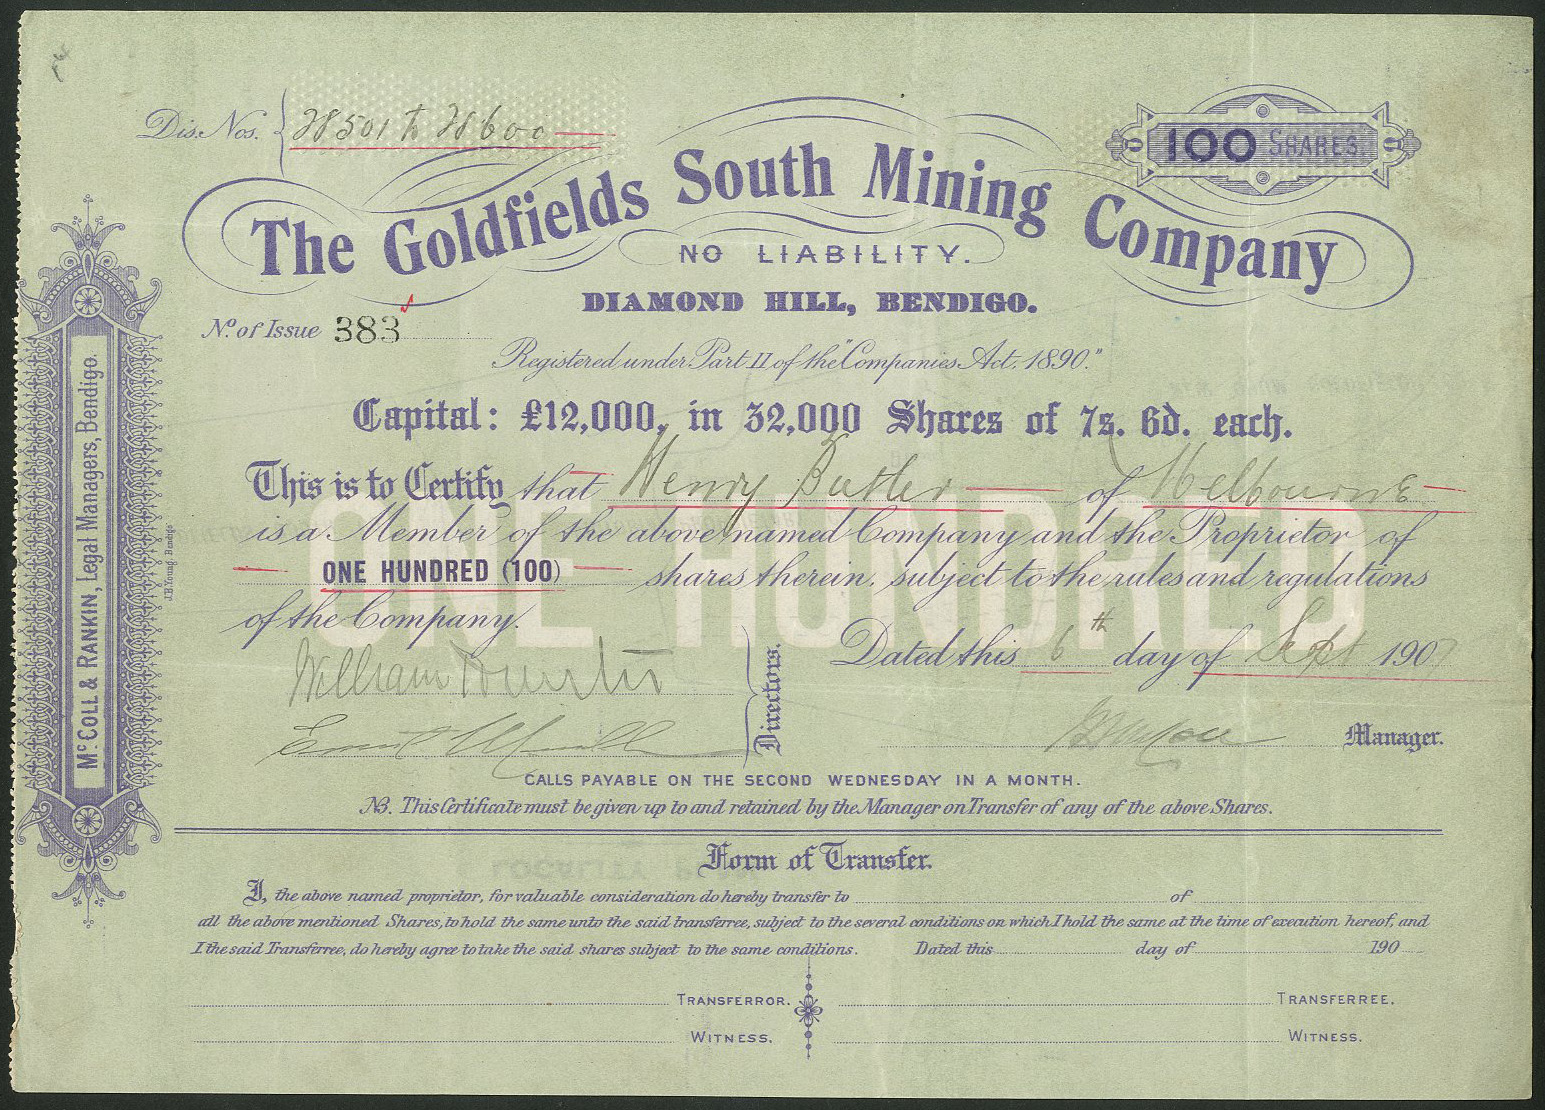 Dis. Nos. 28501 to 28600
100 SHARES
The Goldfields South Mining Company
NO LIABILITY.
DIAMOND HILL, BENDIGO.
No. of Issue 383
Registered under Part II of the "Companies Act, 1890."
Capital: £12,000, in 32,000 Shares of 7s. 6d. each.
This is to Certify that Henry Butler of Melbourne
is a Member of the above named Company and the Proprietor of
ONE HUNDRED (100) shares therein, subject to the rules and regulations
of the Company.
ONE HUNDRED
Dated this 6th day of Sept 1907
William
Directors.
Manager.
CALLS PAYABLE ON THE SECOND WEDNESDAY IN A MONTH.
NB. This Certificate must be given up to and retained by the Manager on Transfer of any of the above Shares.
Form of Transfer.
I, the above named proprietor, for valuable consideration do hereby transfer to of
all the above mentioned Shares, to hold the same unto the said transferree, subject to the several conditions on which I hold the same at the time of execution hereof, and
I the said Transferree, do hereby agree to take the said shares subject to the same conditions. Dated this day of 190
TRANSFERROR. TRANSFERREE.
WITNESS. WITNESS.
McCOLL & RANKIN, Legal Managers, Bendigo.
J.H.Young. Bendigo